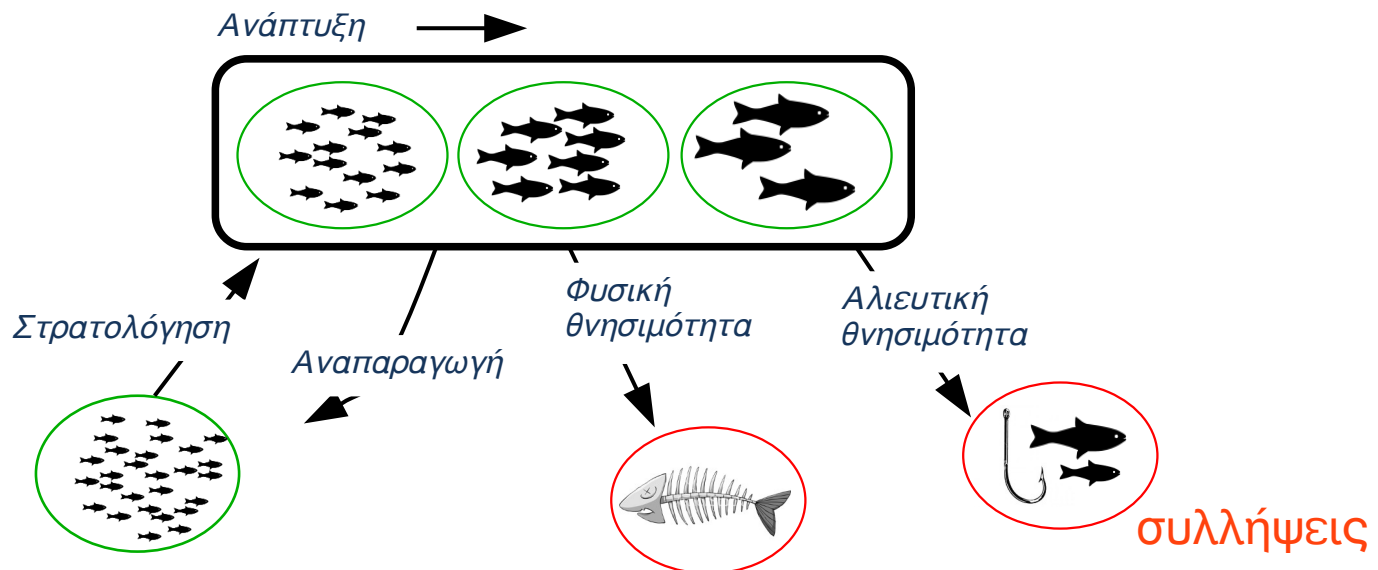 Ανάπτυξη
Στρατολόγηση
Αναπαραγωγή
Φυσική
θνησιμότητα
Αλιευτική
θνησιμότητα
συλλήψεις